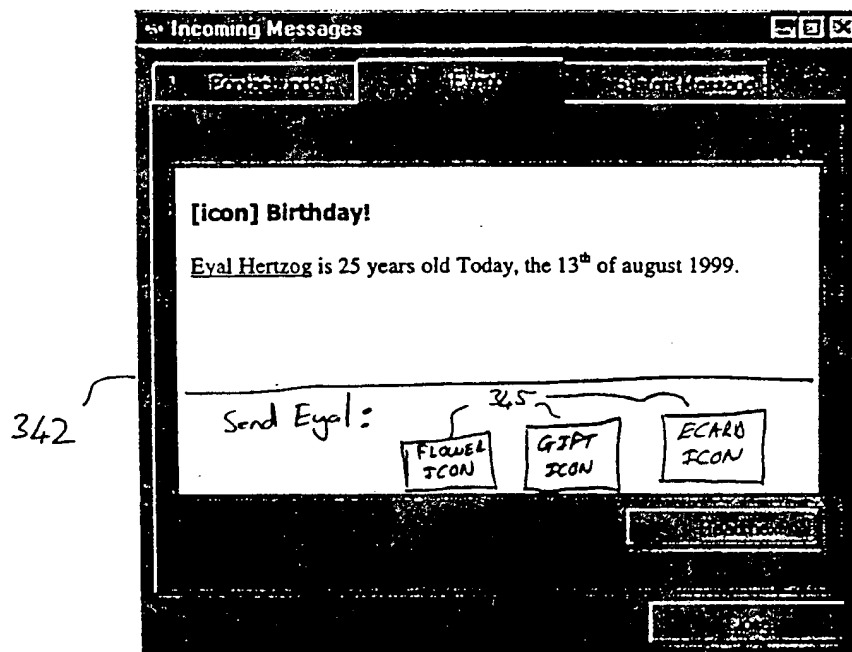 Incoming Messages
[icon] Birthday!
Eyal Hertzog is 25 years old Today, the 13th of august 1999.
342
345
Send Eyal:
FLOWER
ICON
GIFT
ICON
ECARD
ICON